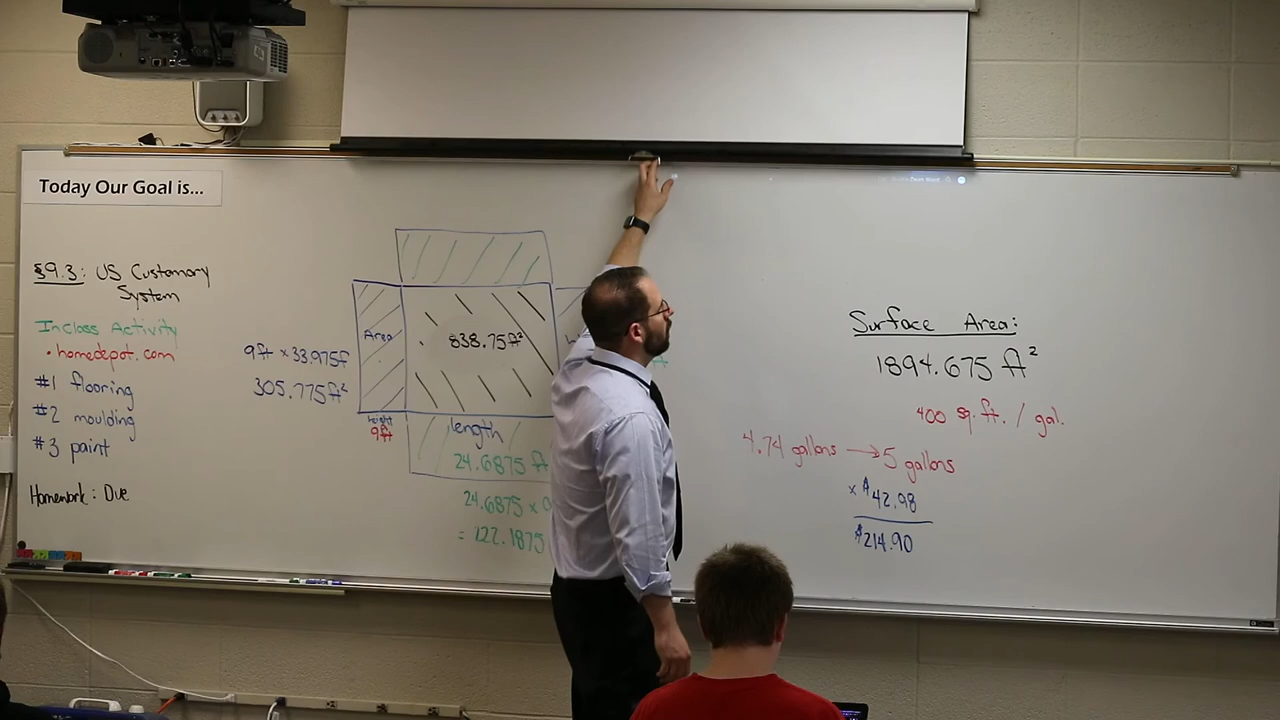 Today Our Goal is...
§9.3: US Customary
System
Inclass Activity
• homedepot.com
#1 flooring
#2 moulding
#3 paint
Homework: Due
9ft x 33.975ft
305.775ft²
Area
838.75ft²
height
9ft
length
24.6875 ft
24.6875 x
= 222.1875
Surface Area:
1894.675 ft²
400 sq. ft. / gal.
4.74 gallons → 5 gallons
x $42.98
$214.90